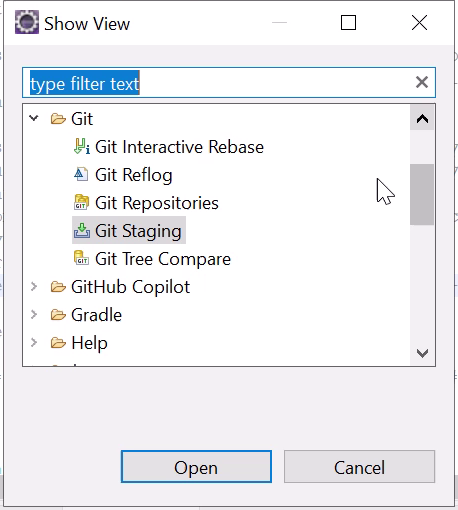 Show View
type filter text
Git
Git Interactive Rebase
Git Reflog
Git Repositories
Git Staging
Git Tree Compare
GitHub Copilot
Gradle
Help
Open
Cancel